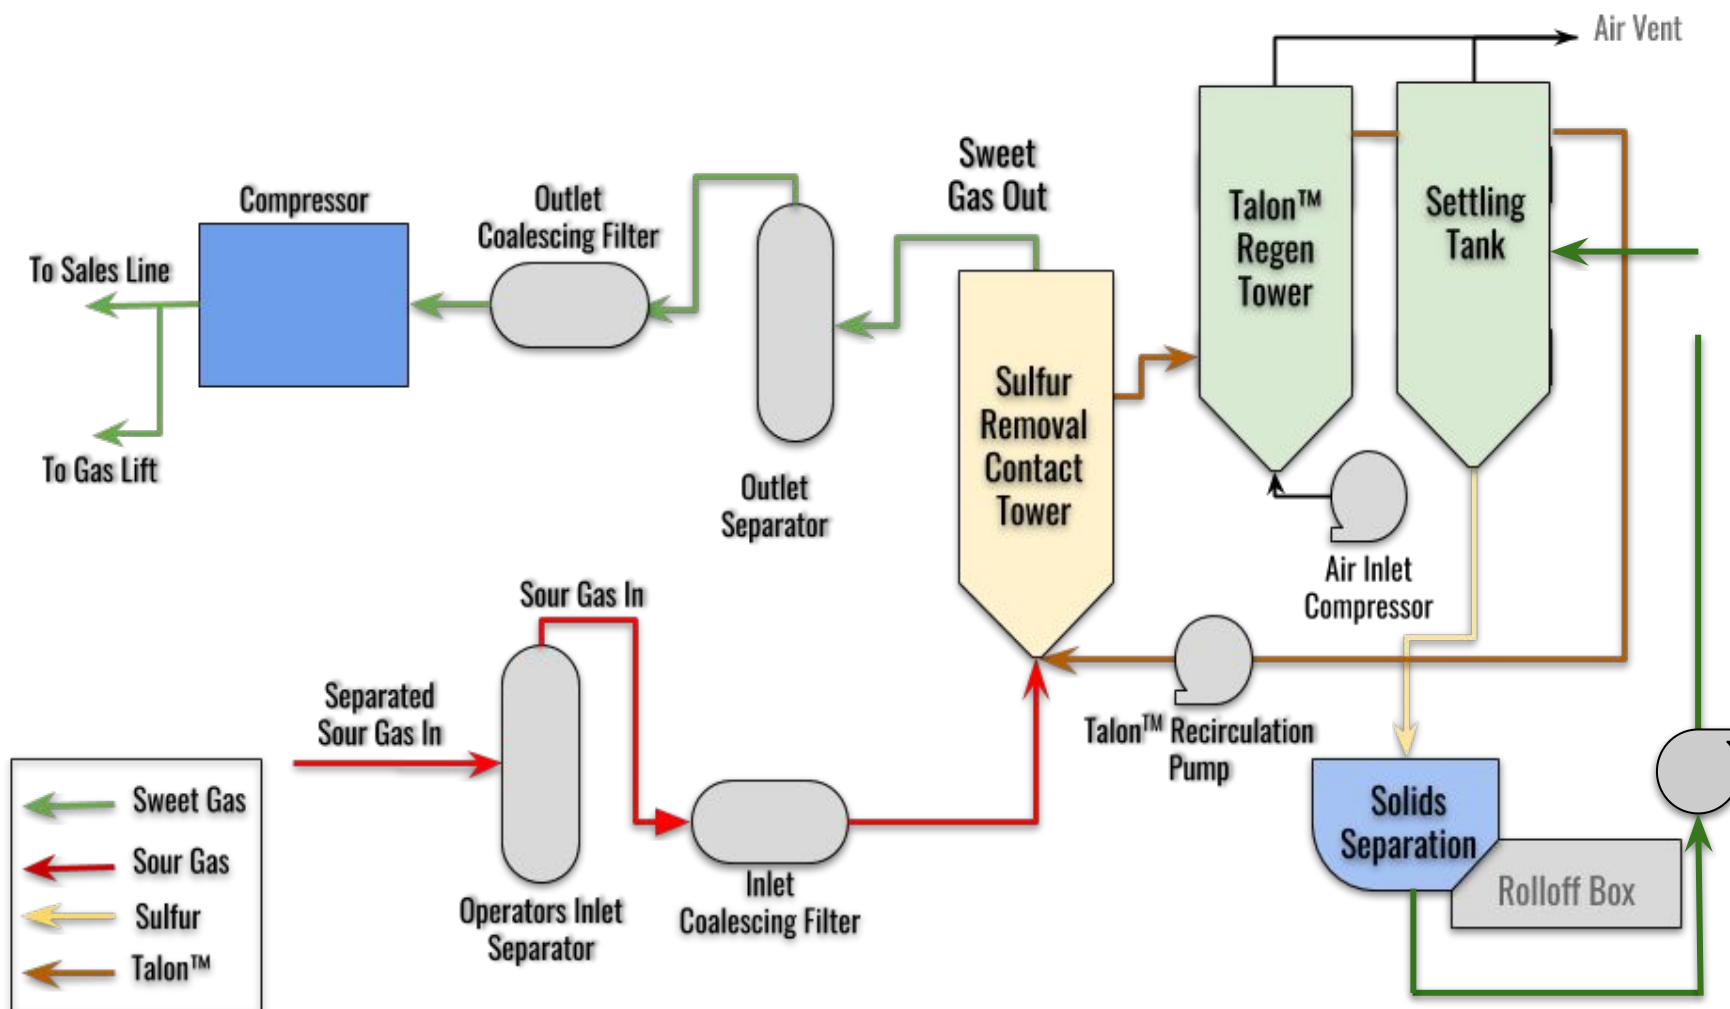 Air Vent
Sweet
Gas Out
Talon™
Regen
Tower
Settling
Tank
Compressor
Outlet
Coalescing Filter
To Sales Line
To Gas Lift
Outlet
Separator
Sulfur
Removal
Contact
Tower
Air Inlet
Compressor
Sour Gas In
Separated
Sour Gas In
Talon™ Recirculation
Pump
Operators Inlet
Separator
Inlet
Coalescing Filter
Solids
Separation
Rolloff Box
Sweet Gas
Sour Gas
Sulfur
Talon™